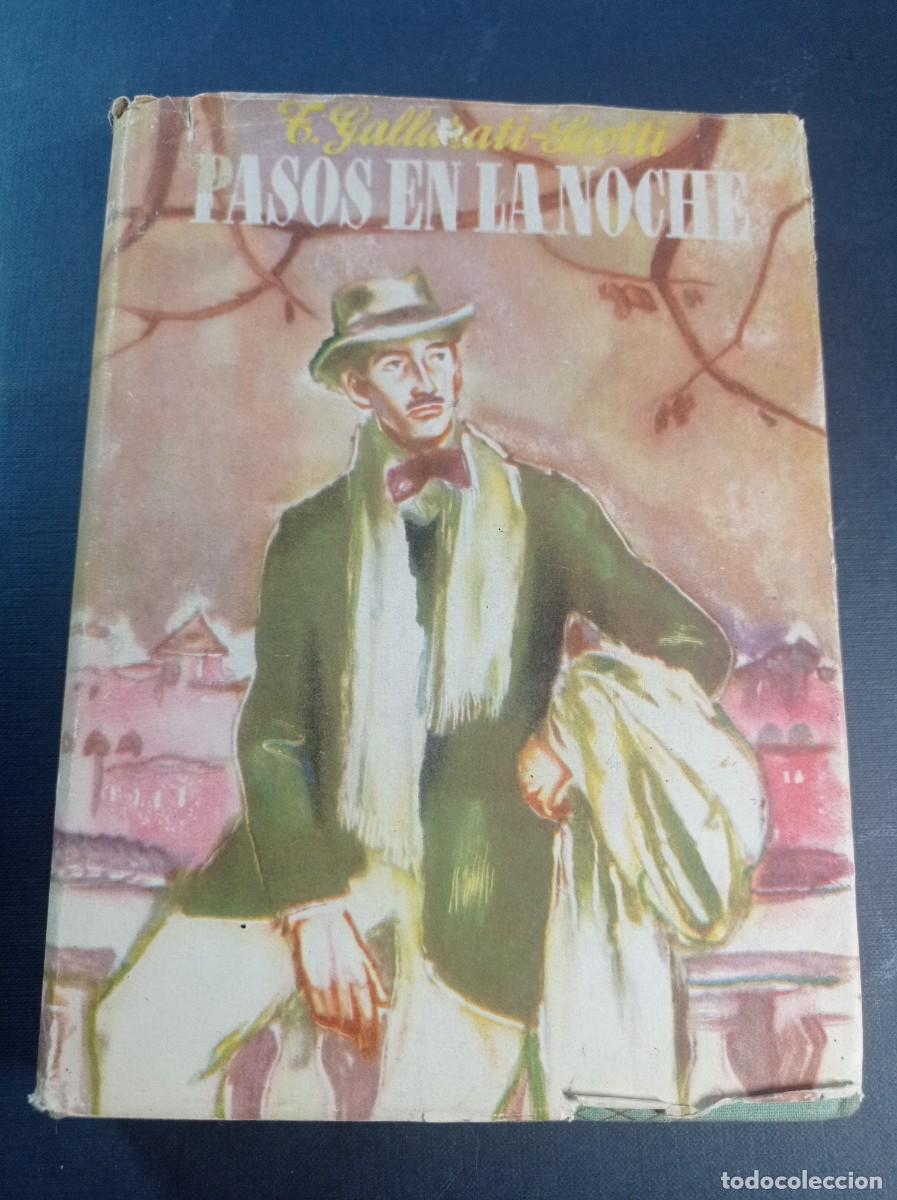 T. Gallarati-Scotti
PASOS EN LA NOCHE
todocoleccion